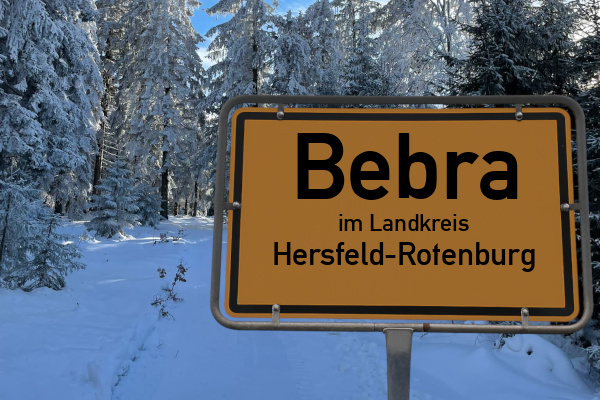 Bebra
im Landkreis
Hersfeld-Rotenburg